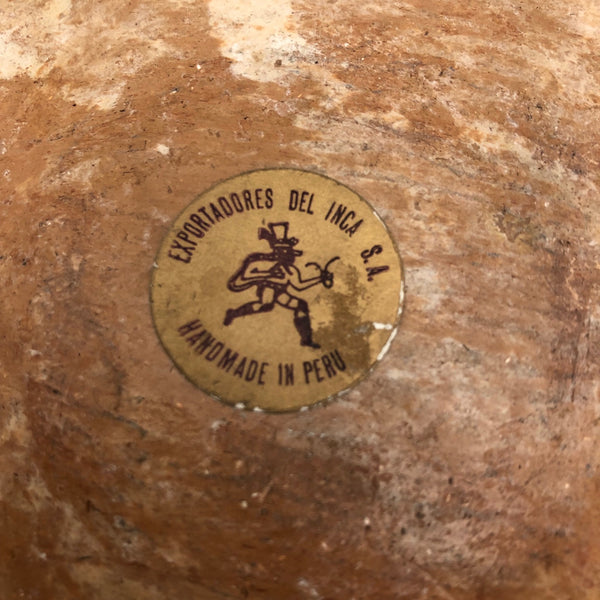 EXPORTADORES DEL INCA S.A.
HANDMADE IN PERU